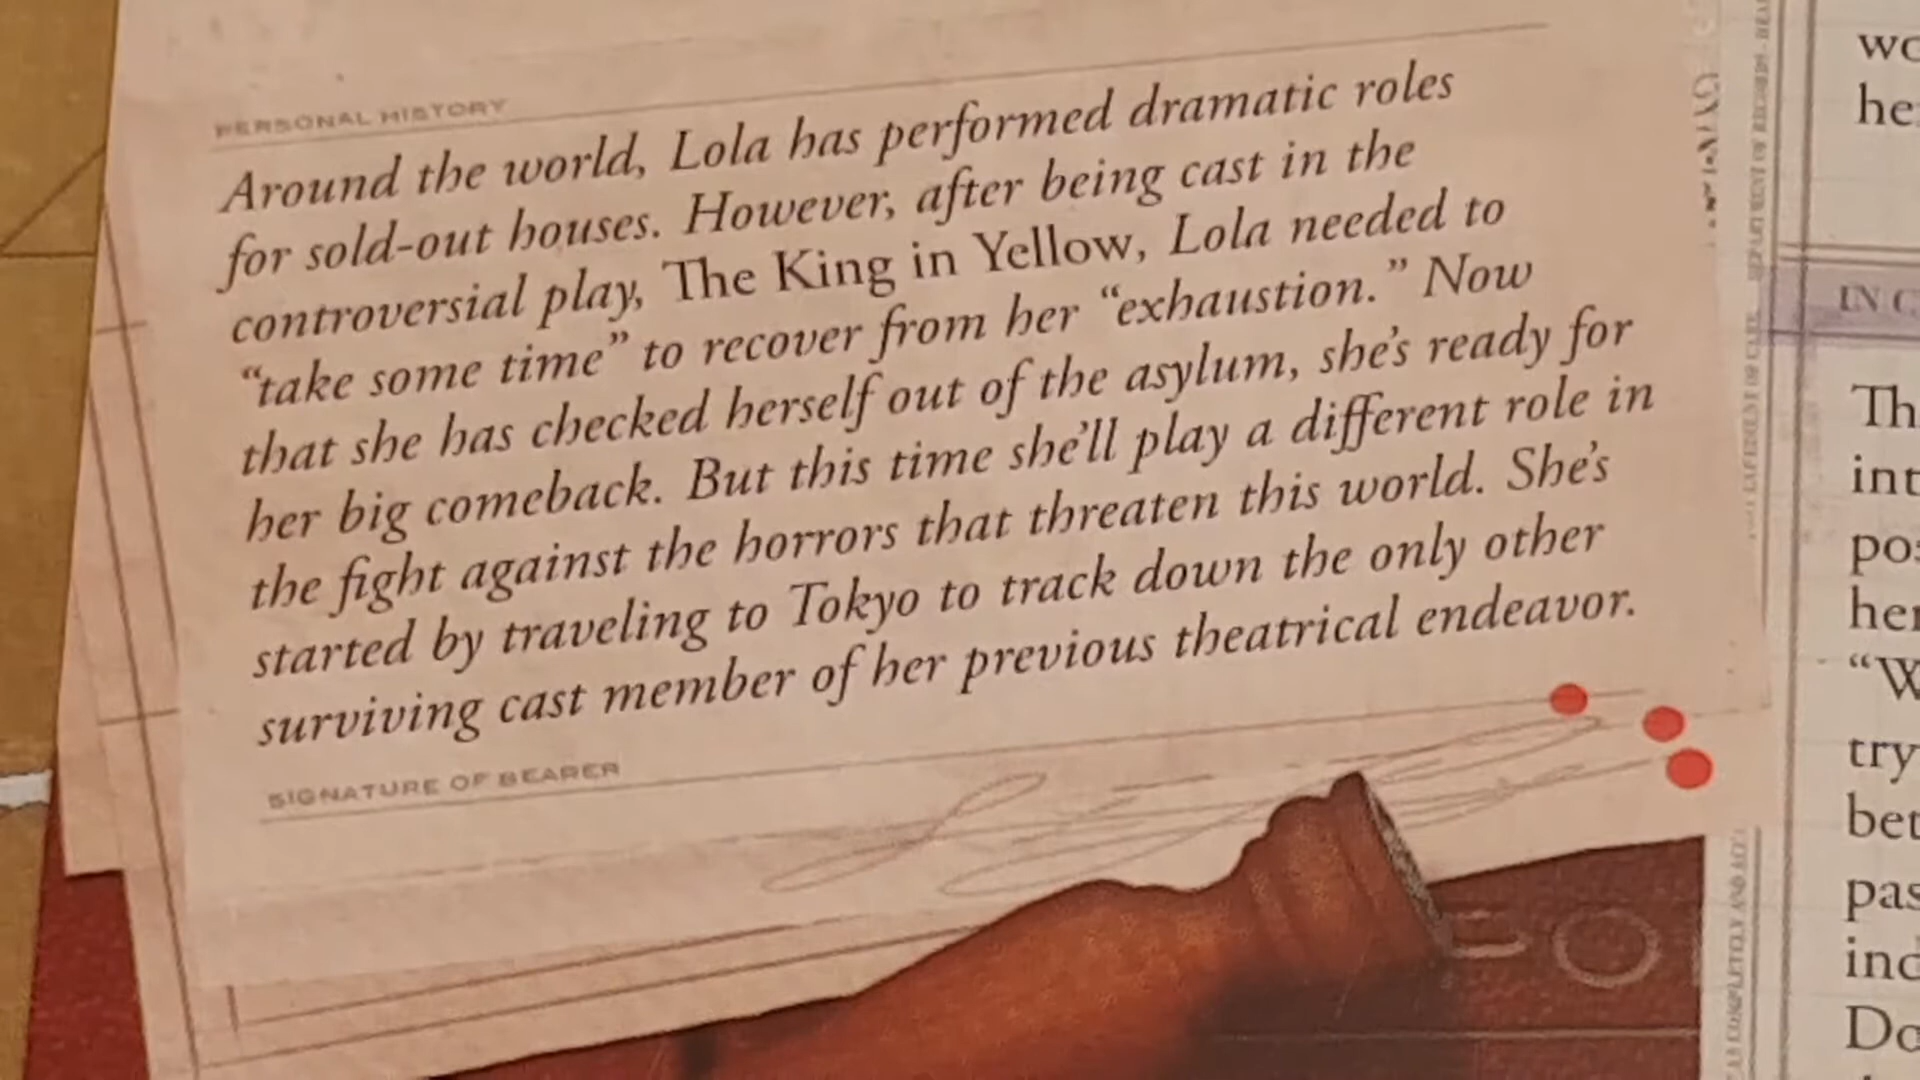 PERSONAL HISTORY
Around the world, Lola has performed dramatic roles
for sold-out houses. However, after being cast in the
controversial play, The King in Yellow, Lola needed to
“take some time” to recover from her “exhaustion.” Now
that she has checked herself out of the asylum, she’s ready for
her big comeback. But this time she’ll play a different role in
the fight against the horrors that threaten this world. She’s
started by traveling to Tokyo to track down the only other
surviving cast member of her previous theatrical endeavor.
SIGNATURE OF BEARER
IN C
Th
int
her
“W
try
bet
pas
Do